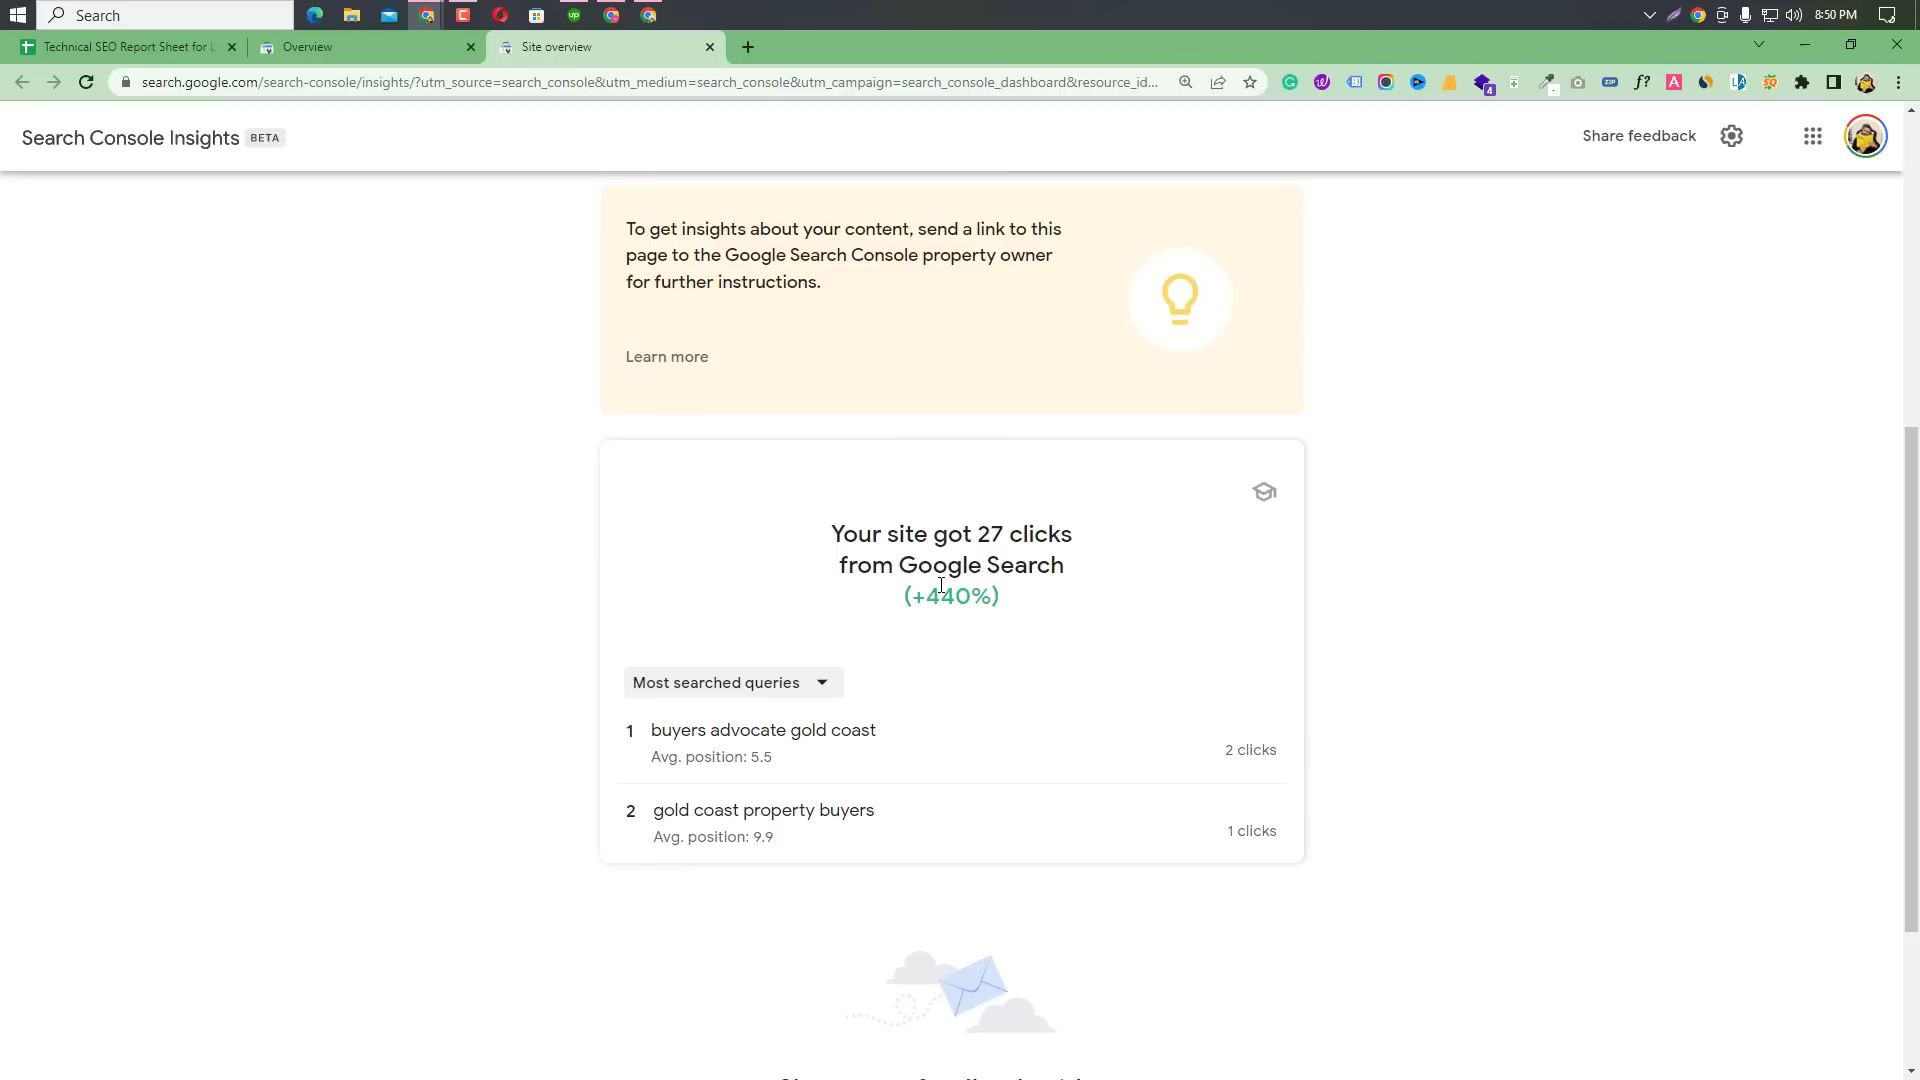 Search
8:50 PM
Technical SEO Report Sheet for L
Overview
Site overview
search.google.com/search-console/insights/?utm_source=search_console&utm_medium=search_console&utm_campaign=search_console_dashboard&resource_id...
Search Console Insights BETA
Share feedback
To get insights about your content, send a link to this
page to the Google Search Console property owner
for further instructions.
Learn more
Your site got 27 clicks
from Google Search
(+440%)
Most searched queries
1 buyers advocate gold coast
Avg. position: 5.5
2 clicks
2 gold coast property buyers
Avg. position: 9.9
1 clicks